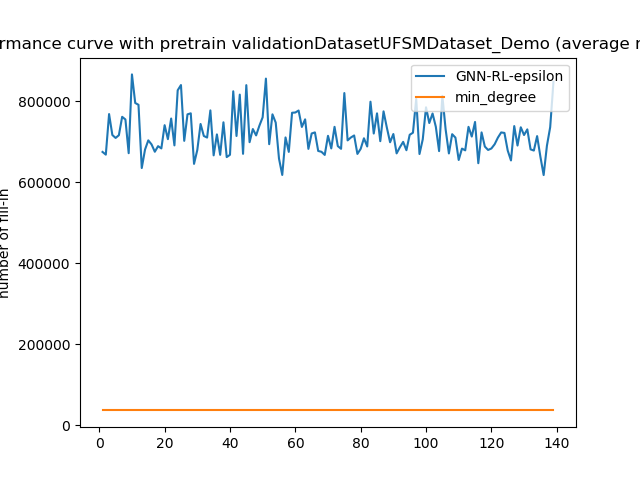 rmance curve with pretrain validationDatasetUFSMDataset_Demo (average r
GNN-RL-epsilon
min_degree
number of fill-in
800000
600000
400000
200000
0
0 20 40 60 80 100 120 140